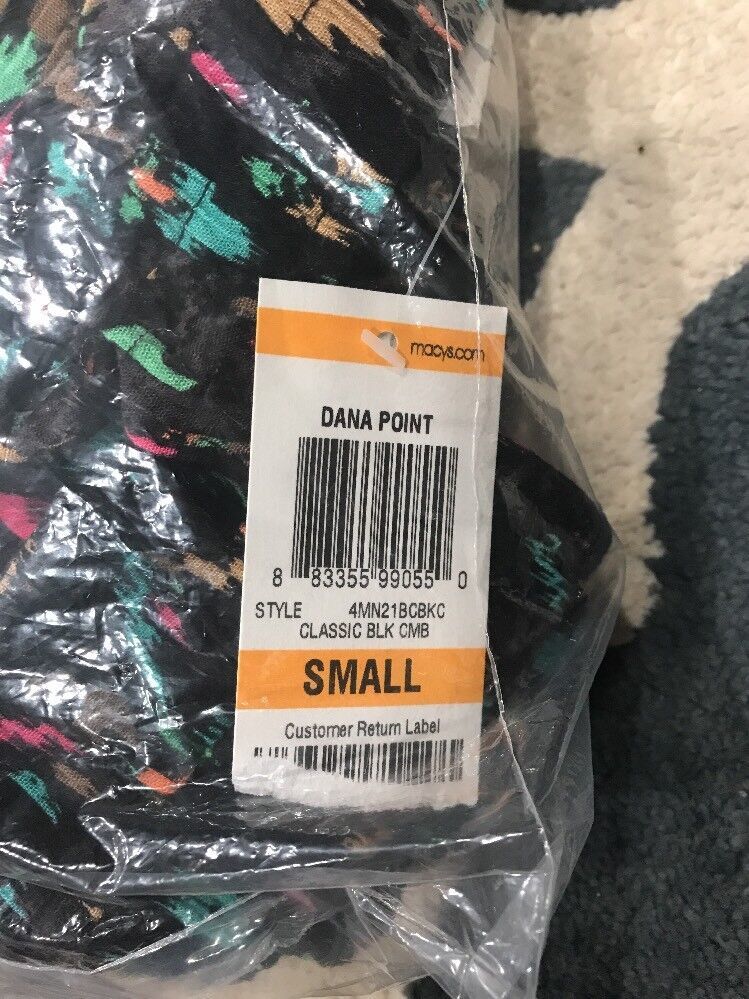 macys.com
DANA POINT
8 83355 99055 0
STYLE 4MN21BCBKC
CLASSIC BLK CMB
SMALL
Customer Return Label